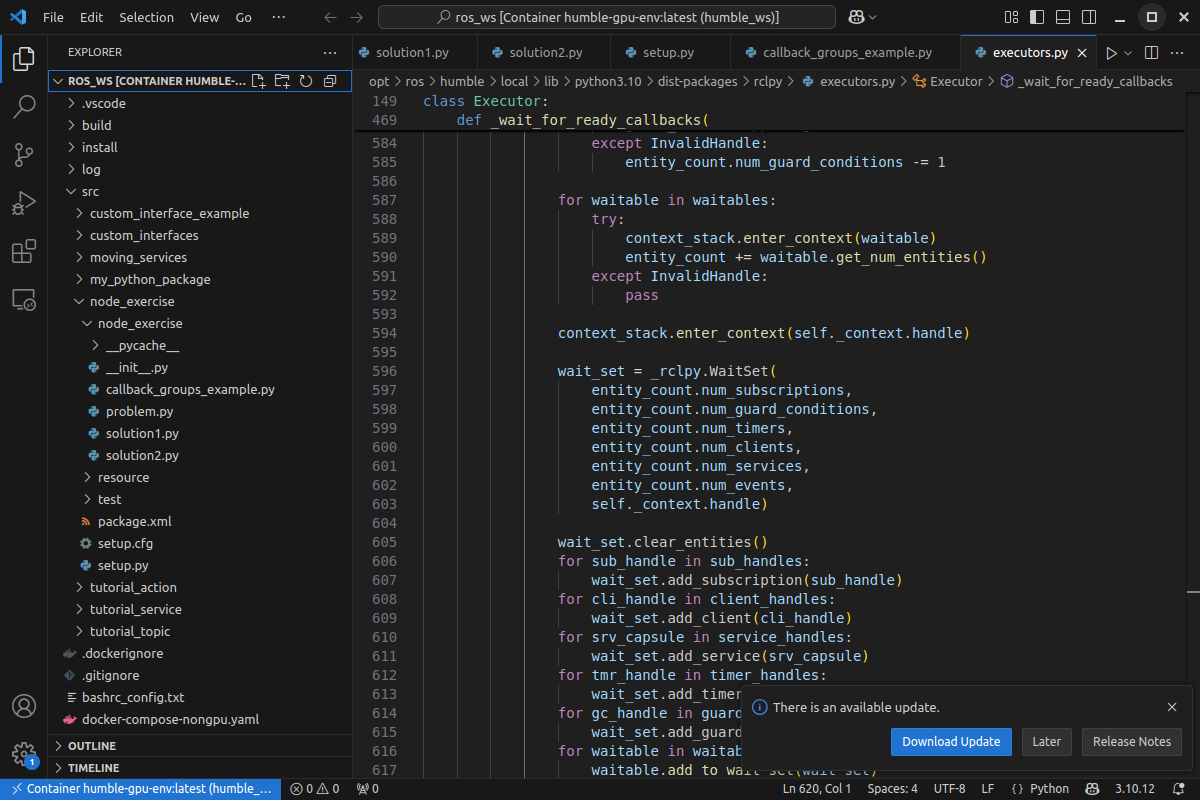 File Edit Selection View Go ··· ros_ws [Container humble-gpu-env:latest (humble_ws)]
EXPLORER ···
ROS_WS [CONTAINER HUMBLE-...
.vscode
build
install
log
src
custom_interface_example
custom_interfaces
moving_services
my_python_package
node_exercise
node_exercise
__pycache__
__init__.py
callback_groups_example.py
problem.py
solution1.py
solution2.py
resource
test
package.xml
setup.cfg
setup.py
tutorial_action
tutorial_service
tutorial_topic
.dockerignore
.gitignore
bashrc_config.txt
docker-compose-nongpu.yaml
OUTLINE
TIMELINE
1
solution1.py solution2.py setup.py callback_groups_example.py executors.py ···
opt > ros > humble > local > lib > python3.10 > dist-packages > rclpy > executors.py > Executor > _wait_for_ready_callbacks
149 class Executor:
469 def _wait_for_ready_callbacks(
584 except InvalidHandle:
585 entity_count.num_guard_conditions -= 1
586
587 for waitable in waitables:
588 try:
589 context_stack.enter_context(waitable)
590 entity_count += waitable.get_num_entities()
591 except InvalidHandle:
592 pass
593
594 context_stack.enter_context(self._context.handle)
595
596 wait_set = _rclpy.WaitSet(
597 entity_count.num_subscriptions,
598 entity_count.num_guard_conditions,
599 entity_count.num_timers,
600 entity_count.num_clients,
601 entity_count.num_services,
602 entity_count.num_events,
603 self._context.handle)
604
605 wait_set.clear_entities()
606 for sub_handle in sub_handles:
607 wait_set.add_subscription(sub_handle)
608 for cli_handle in client_handles:
609 wait_set.add_client(cli_handle)
610 for srv_capsule in service_handles:
611 wait_set.add_service(srv_capsule)
612 for tmr_handle in timer_handles:
613 wait_set.add_timer
614 for gc_handle in guard
615 wait_set.add_guard
616 for waitable in waitab
617 waitable.add_to_wait_set(wait_set)
There is an available update.
Download Update Later Release Notes
Container humble-gpu-env:latest (humble_... 0 0 0 Ln 620, Col 1 Spaces: 4 UTF-8 LF { } Python 3.10.12